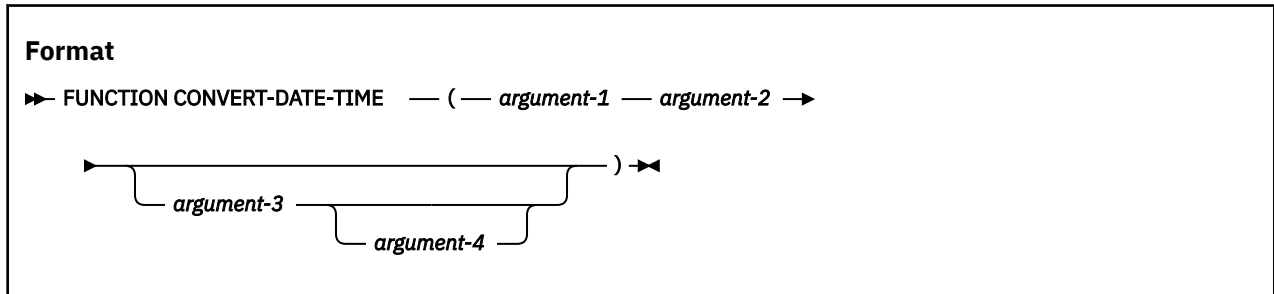 Format
FUNCTION CONVERT-DATE-TIME ( argument-1 argument-2
)
argument-3
argument-4